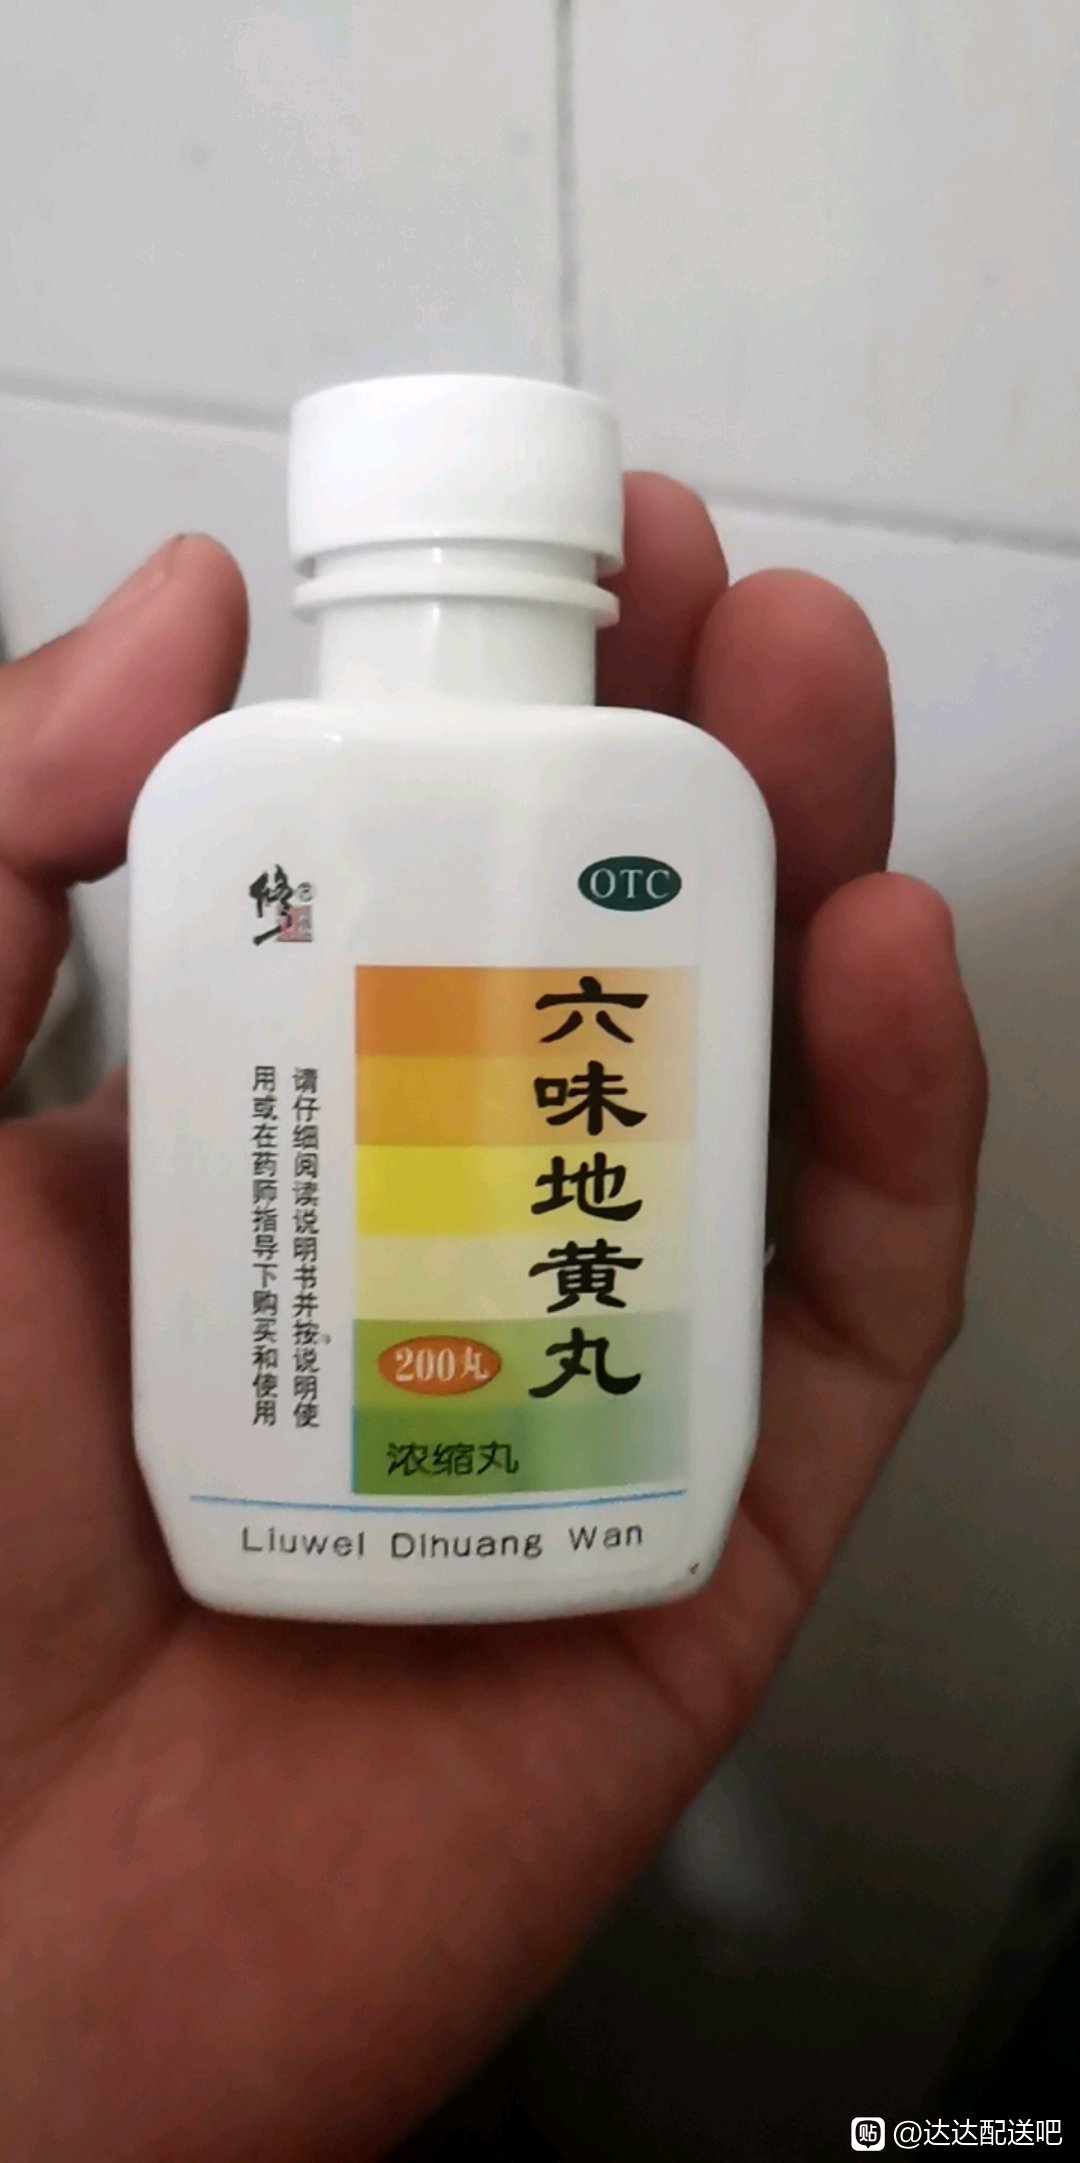 修正
OTC
六味地黄丸
200丸
浓缩丸
请仔细阅读说明书并按说明使
用或在药师指导下购买和使用。
Liuwei Dihuang Wan
贴 @达达配送吧